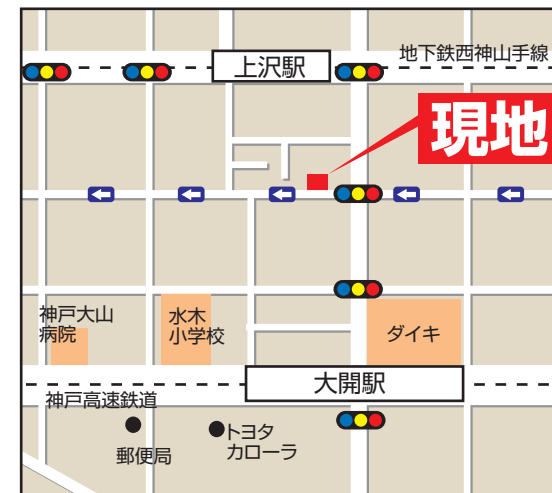 地下鉄西神山手線
上沢駅
現地
神戸大山
病院
水木
小学校
ダイキ
大開駅
神戸高速鉄道
郵便局
トヨタ
カローラ